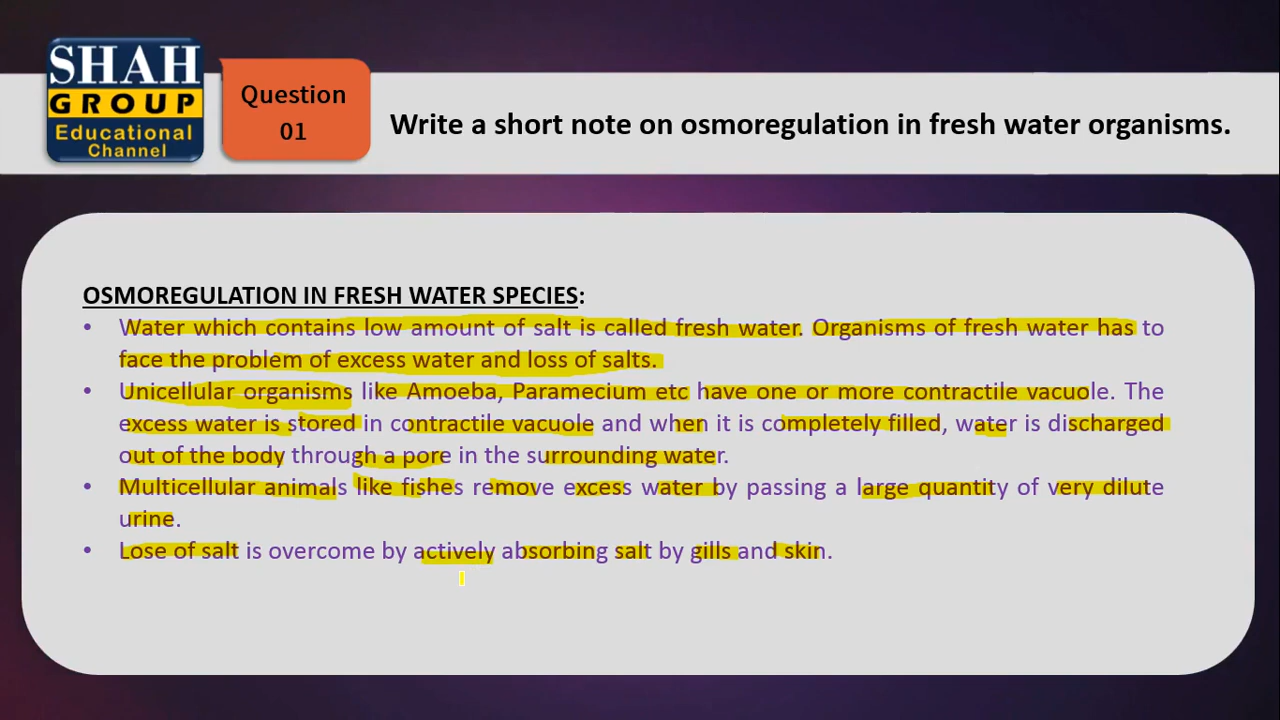 SHAH
GROUP
Educational
Channel
Question
01
Write a short note on osmoregulation in fresh water organisms.
OSMOREGULATION IN FRESH WATER SPECIES:
• Water which contains low amount of salt is called fresh water. Organisms of fresh water has to
face the problem of excess water and loss of salts.
• Unicellular organisms like Amoeba, Paramecium etc have one or more contractile vacuole. The
excess water is stored in contractile vacuole and when it is completely filled, water is discharged
out of the body through a pore in the surrounding water.
• Multicellular animals like fishes remove excess water by passing a large quantity of very dilute
urine.
• Lose of salt is overcome by actively absorbing salt by gills and skin.